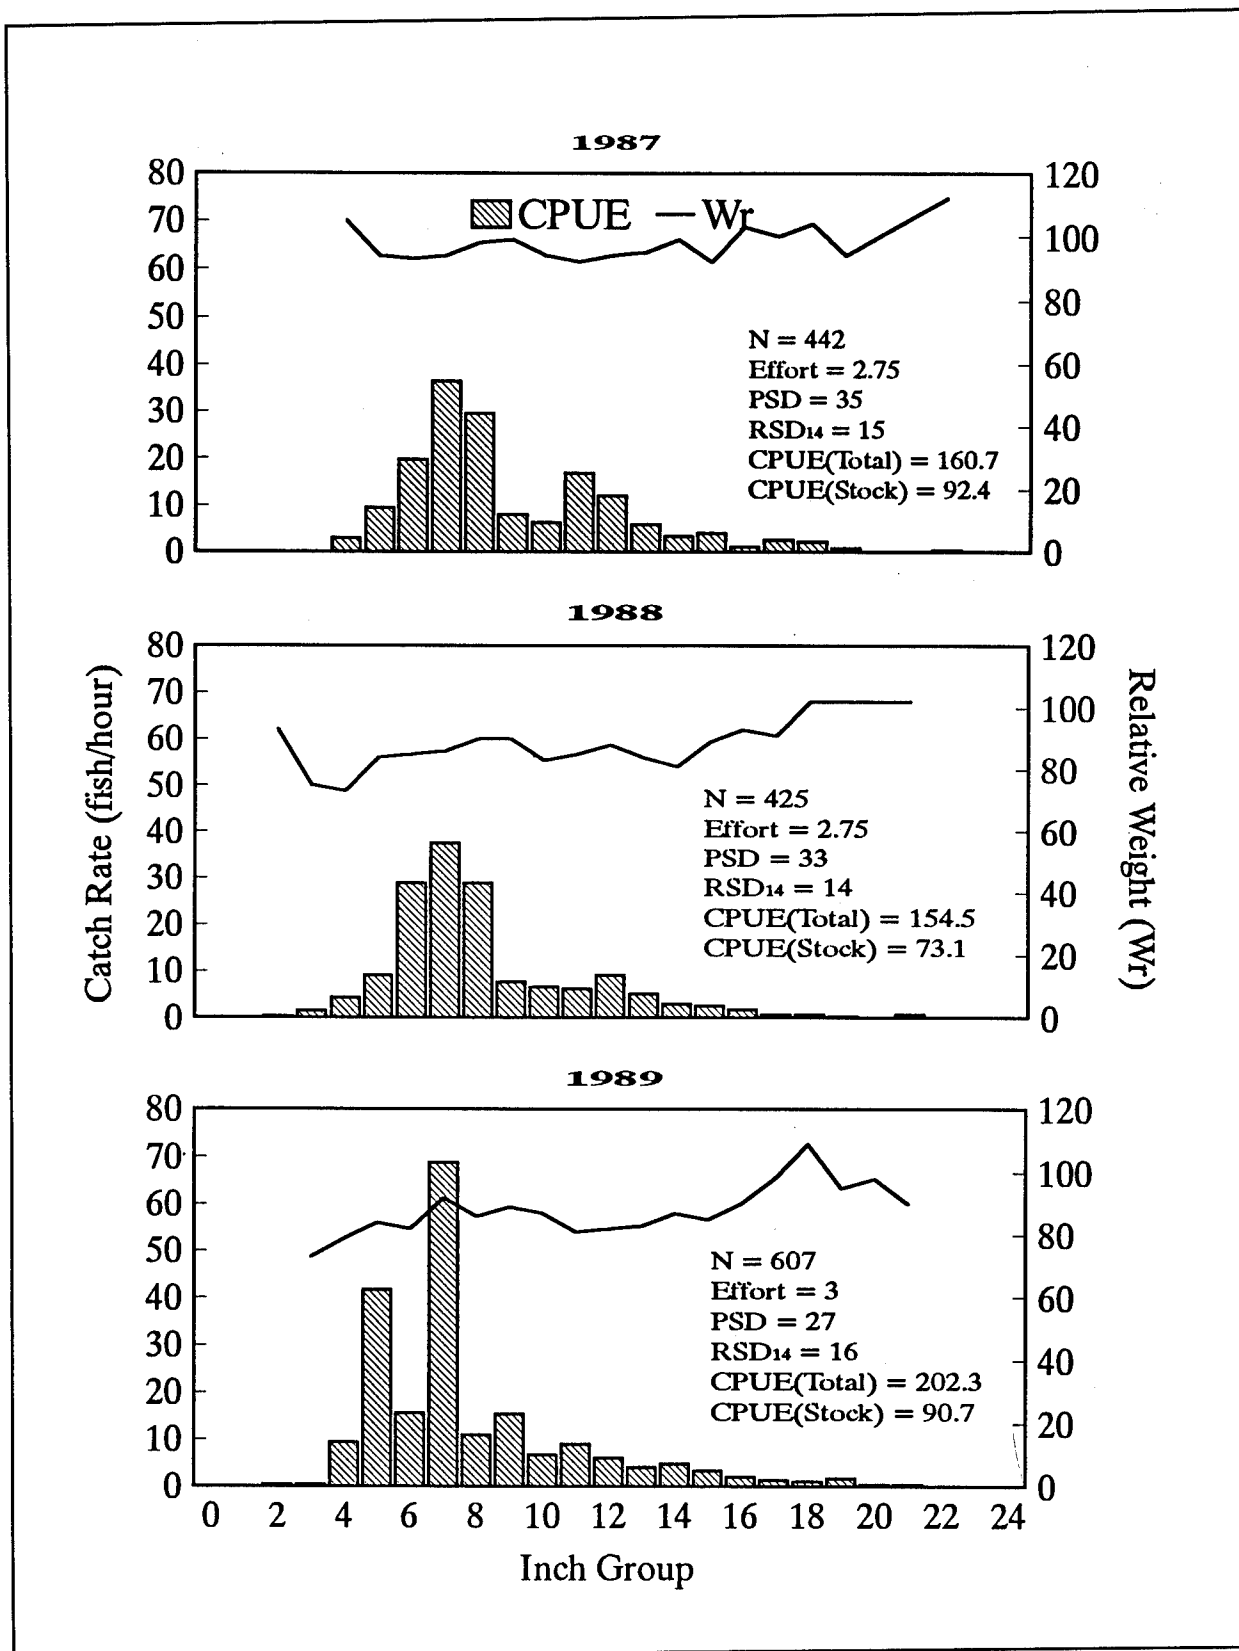 1987
80
70
60
50
40
30
20
10
0
CPUE
Wr
120
100
80
60
40
20
0
N = 442
Effort = 2.75
PSD = 35
RSD14 = 15
CPUE(Total) = 160.7
CPUE(Stock) = 92.4
Catch Rate (fish/hour)
1988
80
70
60
50
40
30
20
10
0
120
100
80
60
40
20
0
Relative Weight (Wr)
N = 425
Effort = 2.75
PSD = 33
RSD14 = 14
CPUE(Total) = 154.5
CPUE(Stock) = 73.1
1989
80
70
60
50
40
30
20
10
0
120
100
80
60
40
20
0
N = 607
Effort = 3
PSD = 27
RSD14 = 16
CPUE(Total) = 202.3
CPUE(Stock) = 90.7
0 2 4 6 8 10 12 14 16 18 20 22 24
Inch Group